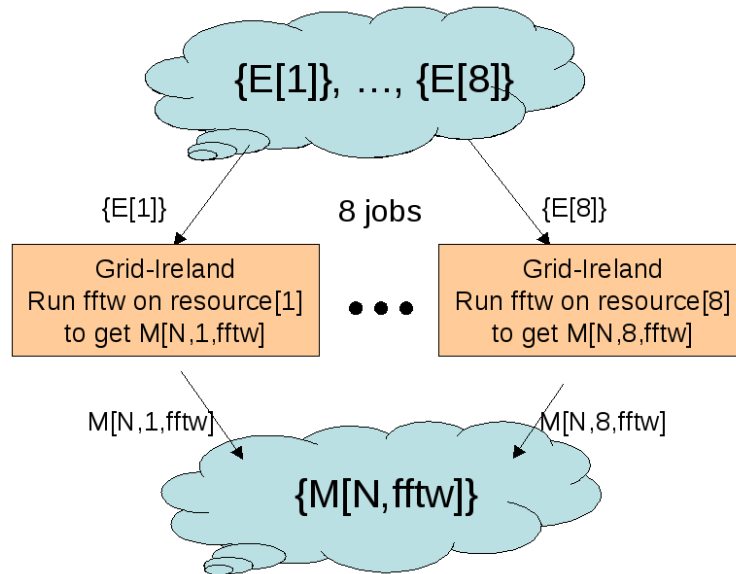 {E[1]}, ..., {E[8]}
{E[1]}
8 jobs
{E[8]}
Grid-Ireland
Run fftw on resource[1]
to get M[N,1,fftw]
Grid-Ireland
Run fftw on resource[8]
to get M[N,8,fftw]
M[N,1,fftw]
M[N,8,fftw]
{M[N,fftw]}